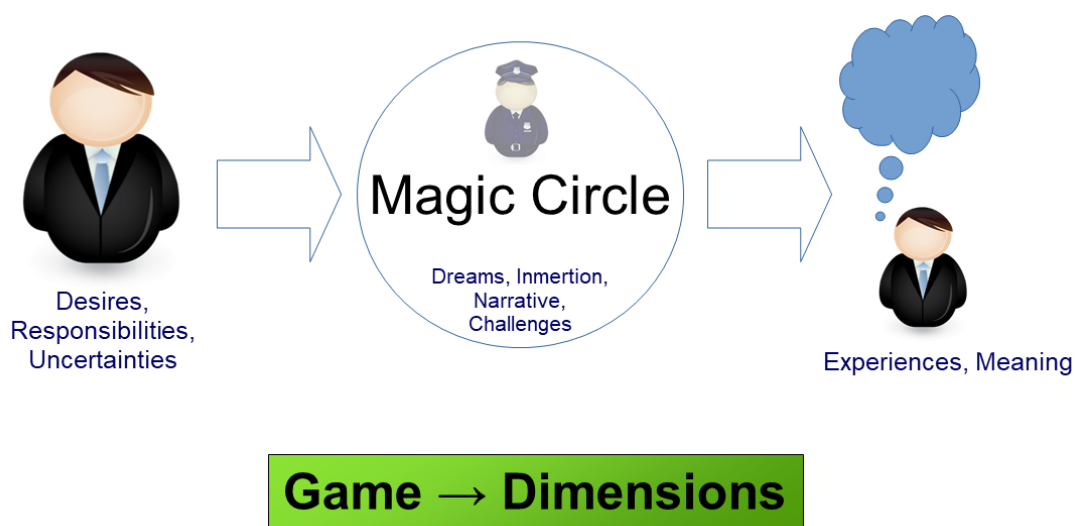 Desires,
Responsibilities,
Uncertainties
Magic Circle
Dreams, Inmertion,
Narrative,
Challenges
Experiences, Meaning
Game → Dimensions